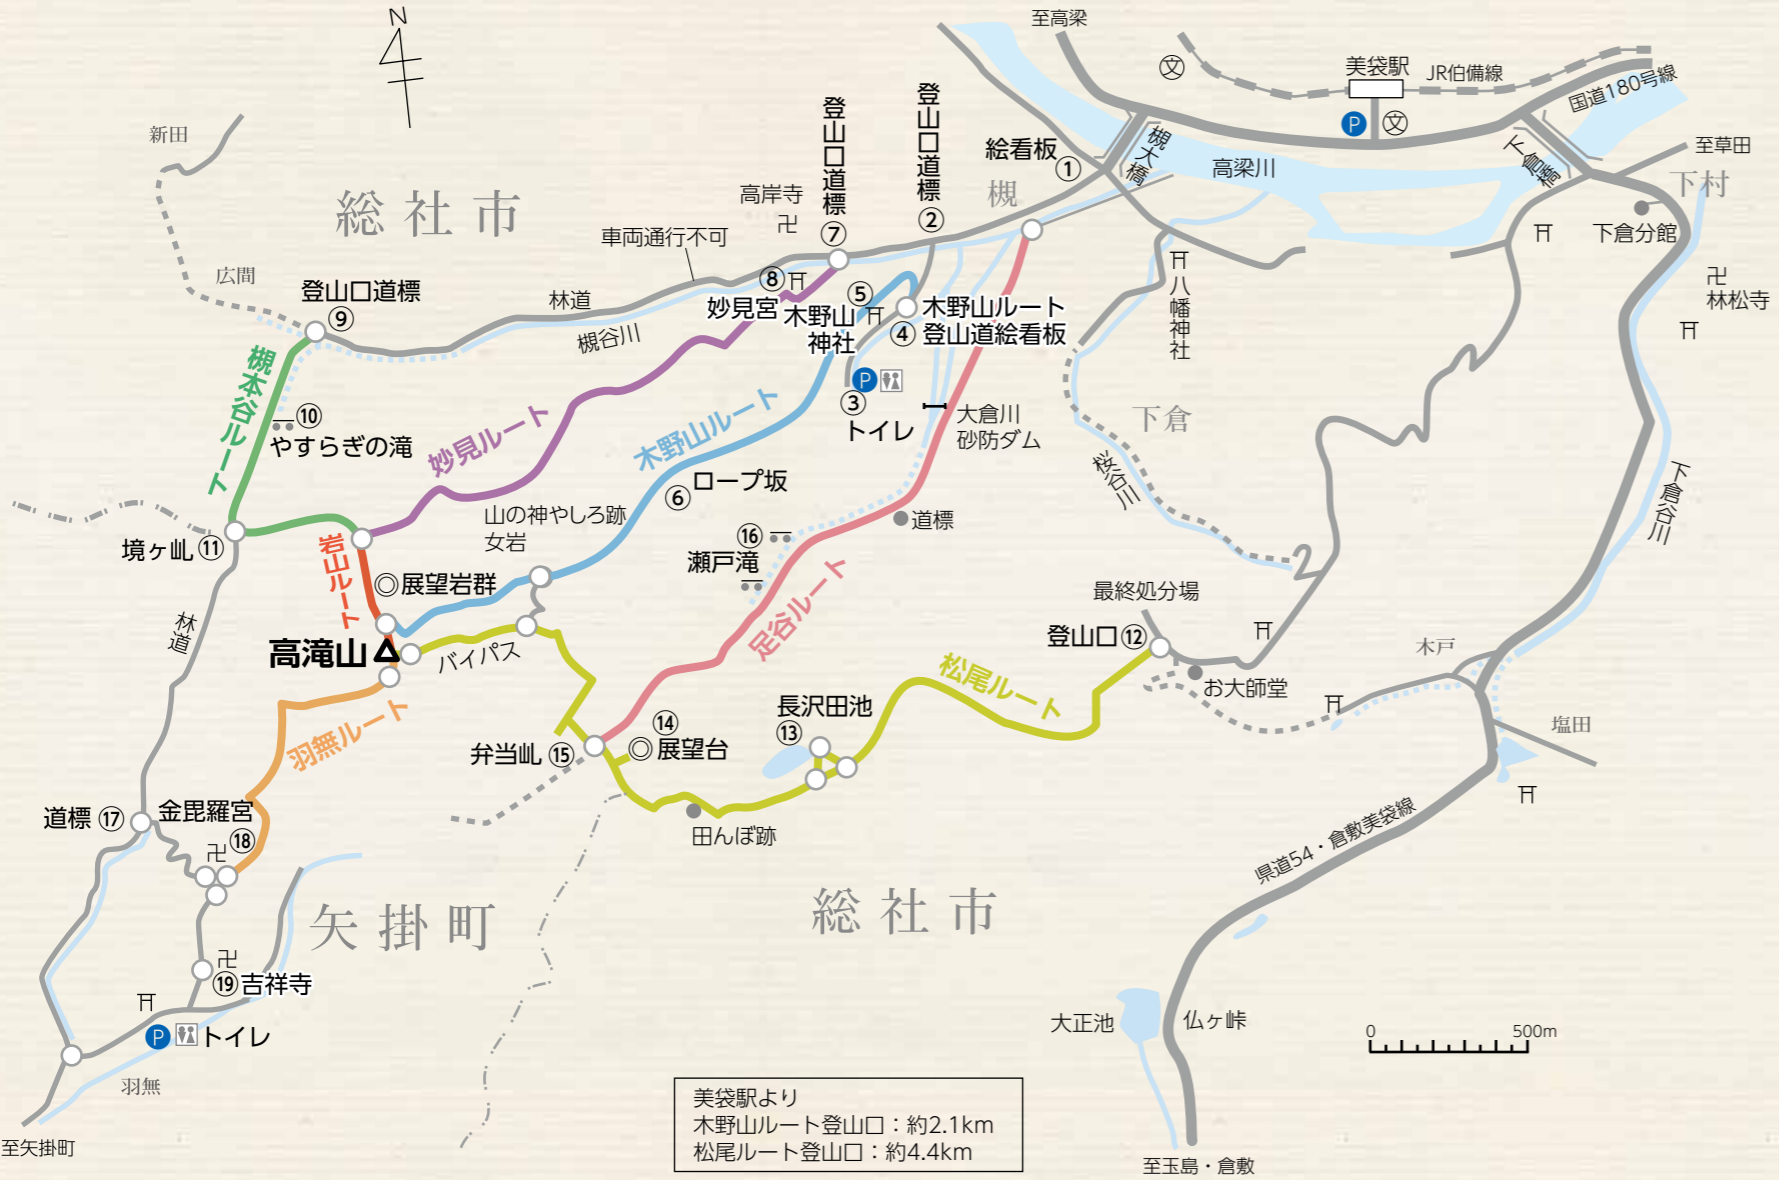 N
至高梁
美袋駅
JR伯備線
国道180号線
文
P
文
槻大橋
高梁川
下倉橋
至草田
下村
下倉分館
卍
林松寺
新田
総社市
広間
登山口道標
⑨
高岸寺
卍
車両通行不可
林道
槻谷川
登山口道標
⑦
登山口道標
②
絵看板
①
槻
⑧
妙見宮
⑤
木野山
神社
④
木野山ルート
登山道絵看板
P
③
トイレ
八幡神社
下倉
桜谷川
下倉谷川
槻本谷ルート
⑩
やすらぎの滝
妙見ルート
木野山ルート
ロープ坂
⑥
大倉川
砂防ダム
道標
⑯
瀬戸滝
足谷ルート
山の神やしろ跡
女岩
境ヶ乢 ⑪
岩山ルート
◎展望岩群
高滝山
バイパス
林道
羽無ルート
最終処分場
登山口 ⑫
お大師堂
木戸
塩田
松尾ルート
長沢田池
⑬
⑭
◎展望台
弁当乢 ⑮
田んぼ跡
道標 ⑰
金毘羅宮
卍
⑱
矢掛町
総社市
県道54・倉敷美袋線
卍
⑲吉祥寺
P
トイレ
羽無
至矢掛町
大正池
仏ヶ峠
0 500m
美袋駅より
木野山ルート登山口：約2.1km
松尾ルート登山口：約4.4km
至玉島・倉敷